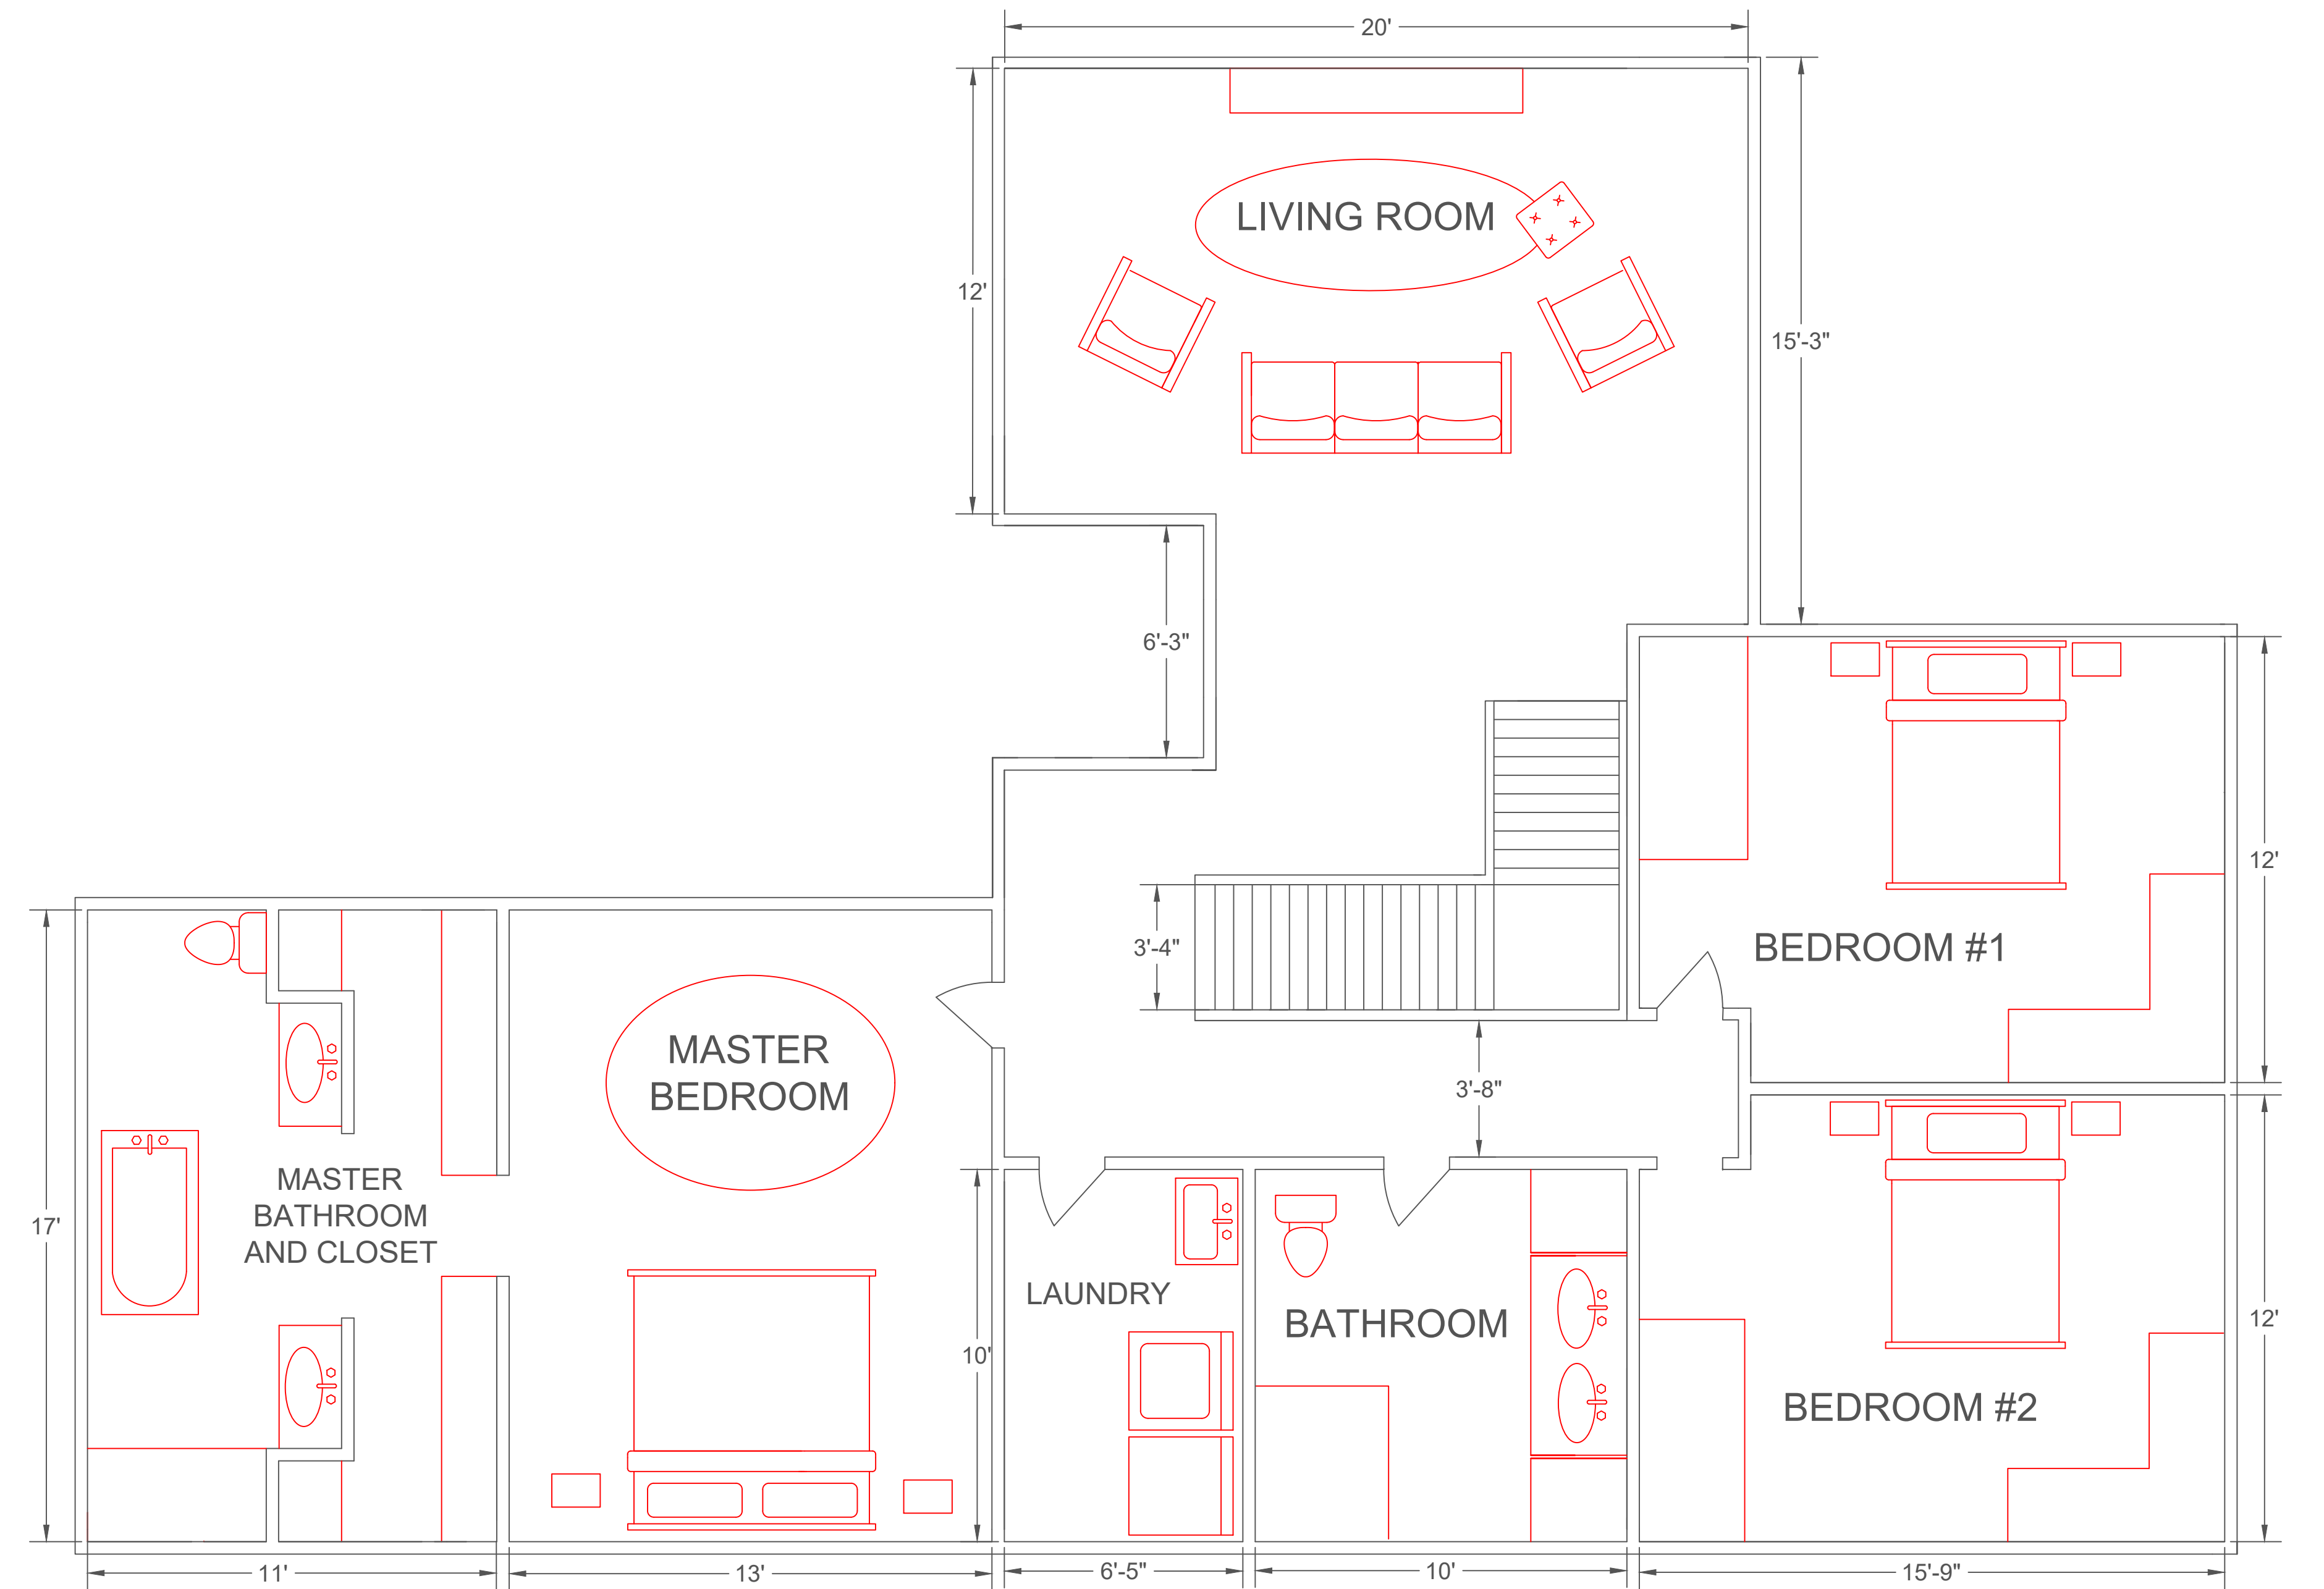 20'
LIVING ROOM
12'
15'-3"
6'-3"
12'
3'-4"
BEDROOM #1
MASTER
BEDROOM
3'-8"
MASTER
BATHROOM
AND CLOSET
17'
LAUNDRY
BATHROOM
12'
10'
BEDROOM #2
11'
13'
6'-5"
10'
15'-9"